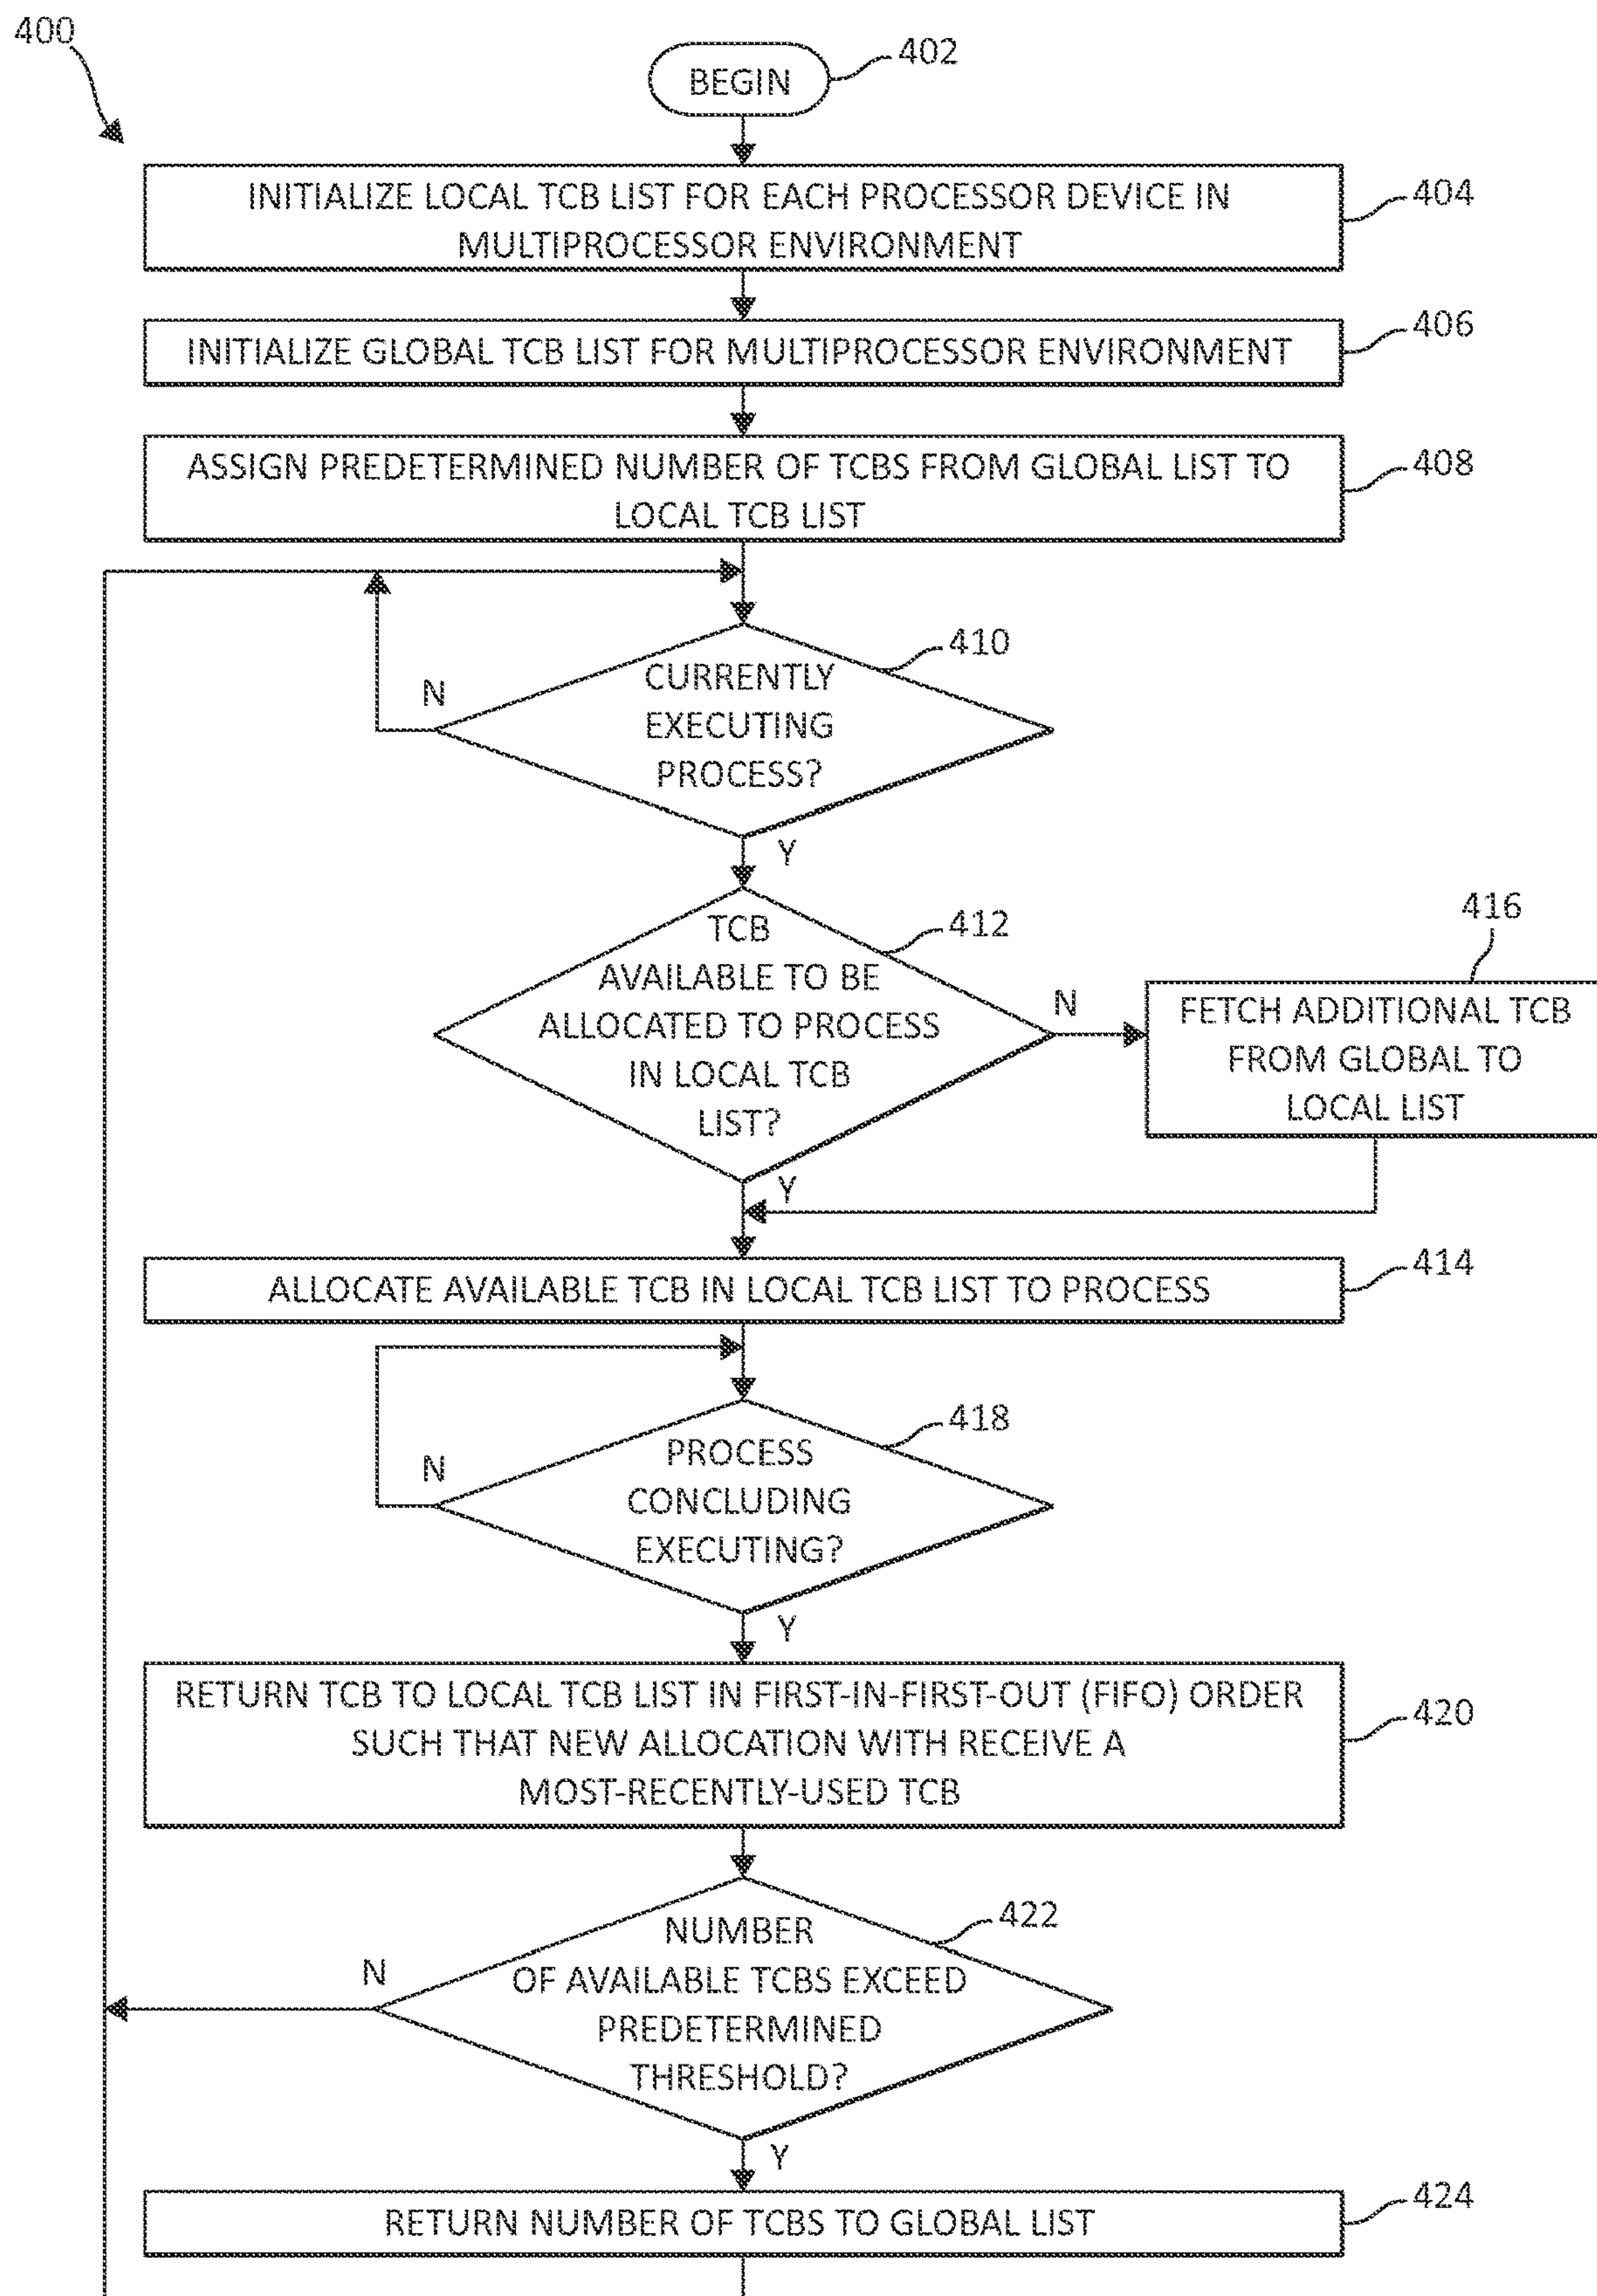 400
BEGIN
402
INITIALIZE LOCAL TCB LIST FOR EACH PROCESSOR DEVICE IN
MULTIPROCESSOR ENVIRONMENT
404
INITIALIZE GLOBAL TCB LIST FOR MULTIPROCESSOR ENVIRONMENT
406
ASSIGN PREDETERMINED NUMBER OF TCBS FROM GLOBAL LIST TO
LOCAL TCB LIST
408
CURRENTLY
EXECUTING
PROCESS?
410
N
Y
TCB
AVAILABLE TO BE
ALLOCATED TO PROCESS
IN LOCAL TCB
LIST?
412
N
416
FETCH ADDITIONAL TCB
FROM GLOBAL TO
LOCAL LIST
Y
ALLOCATE AVAILABLE TCB IN LOCAL TCB LIST TO PROCESS
414
PROCESS
CONCLUDING
EXECUTING?
418
N
Y
RETURN TCB TO LOCAL TCB LIST IN FIRST-IN-FIRST-OUT (FIFO) ORDER
SUCH THAT NEW ALLOCATION WITH RECEIVE A
MOST-RECENTLY-USED TCB
420
NUMBER
OF AVAILABLE TCBS EXCEED
PREDETERMINED
THRESHOLD?
422
N
Y
RETURN NUMBER OF TCBS TO GLOBAL LIST
424